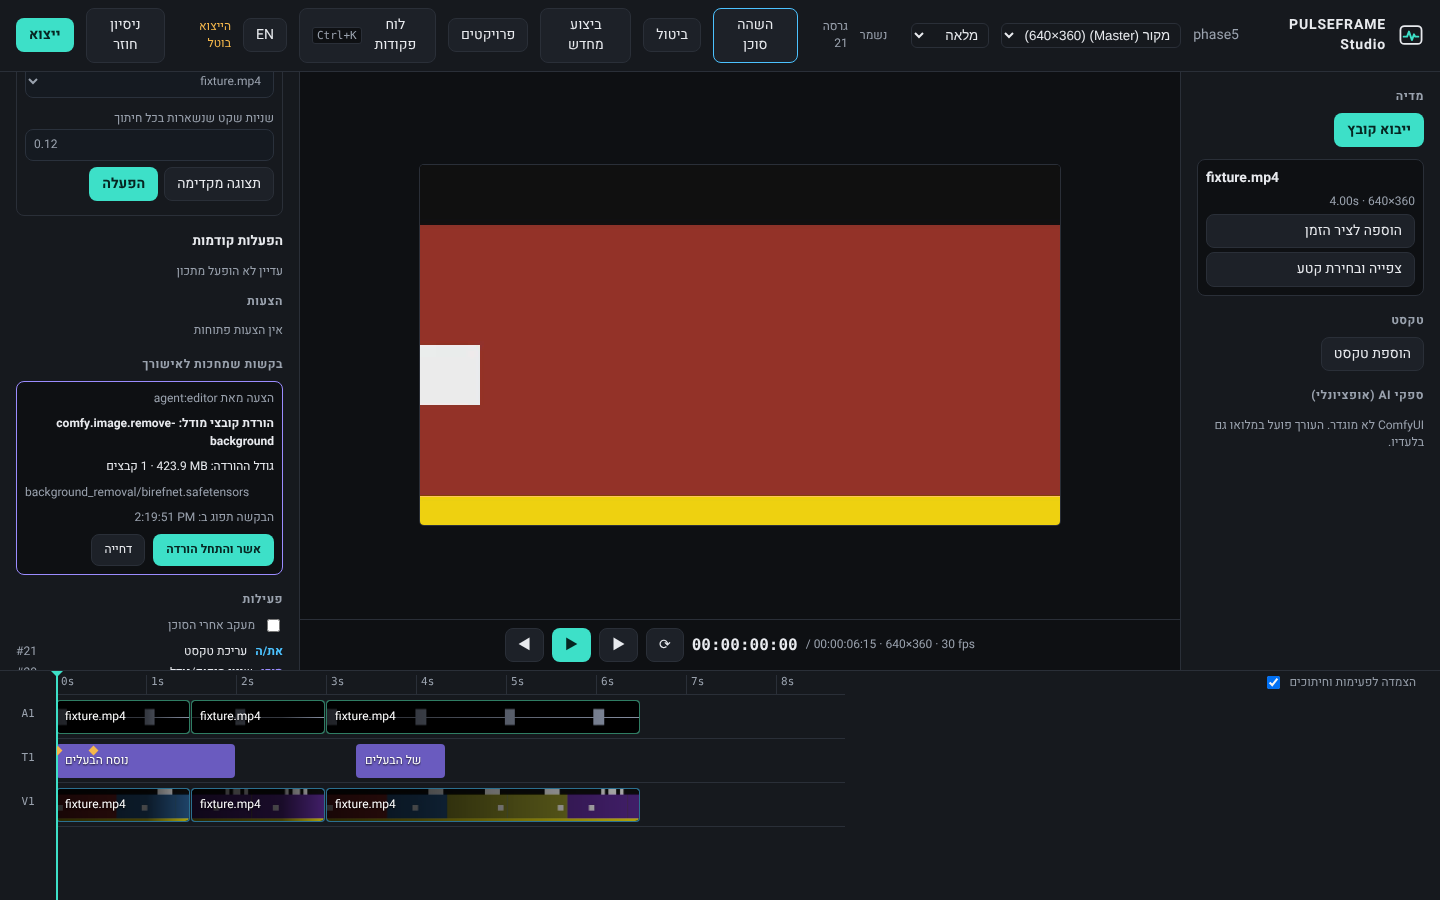 PULSEFRAME
Studio
phase5
מקור (Master) (640×360)
מלאה
נשמר
גרסה
21
השהה
סוכן
ביטול
ביצוע
מחדש
פרויקטים
לוח
פקודות
Ctrl+K
EN
הייצוא
בוטל
ניסיון
חוזר
ייצוא
מדיה
ייבוא קובץ
fixture.mp4
4.00s · 640×360
הוספה לציר הזמן
צפייה ובחירת קטע
טקסט
הוספת טקסט
ספקי AI (אופציונלי)
ComfyUI לא מוגדר. העורך פועל במלואו גם
בלעדיו.
fixture.mp4
שניות שקט שנשארות בכל חיתוך
0.12
תצוגה מקדימה
הפעלה
הפעלות קודמות
עדיין לא הופעל מתכון
הצעות
אין הצעות פתוחות
בקשות שמחכות לאישורך
הצעה מאת agent:editor
הורדת קובצי מודל: comfy.image.remove-
background
גודל ההורדה: 423.9 MB · 1 קבצים
background_removal/birefnet.safetensors
הבקשה תפוג ב: 2:19:51 PM
אשר והתחל הורדה
דחייה
פעילות
מעקב אחרי הסוכן
את/ה עריכת טקסט #21
00:00:00:00 / 00:00:06:15 · 640×360 · 30 fps
הצמדה לפעימות וחיתוכים
0s 1s 2s 3s 4s 5s 6s 7s 8s
A1 fixture.mp4 fixture.mp4 fixture.mp4
T1 נוסח הבעלים של הבעלים
V1 fixture.mp4 fixture.mp4 fixture.mp4